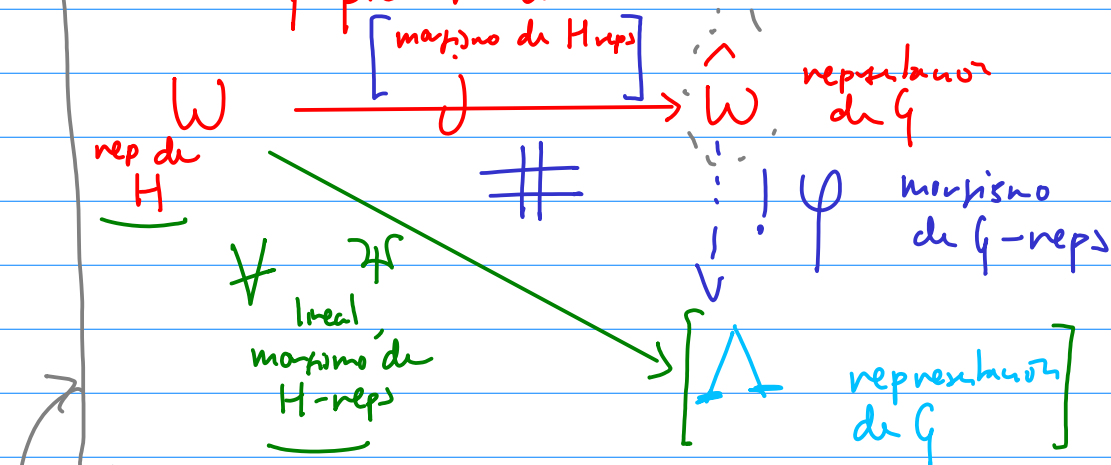 [morfismo de H reps]
W
j
Ŵ
representación
de G
rep de
H
#
! φ
morfismo
de G-reps
∀
lineal
morfismo de
H-reps
[A
representación
de G]